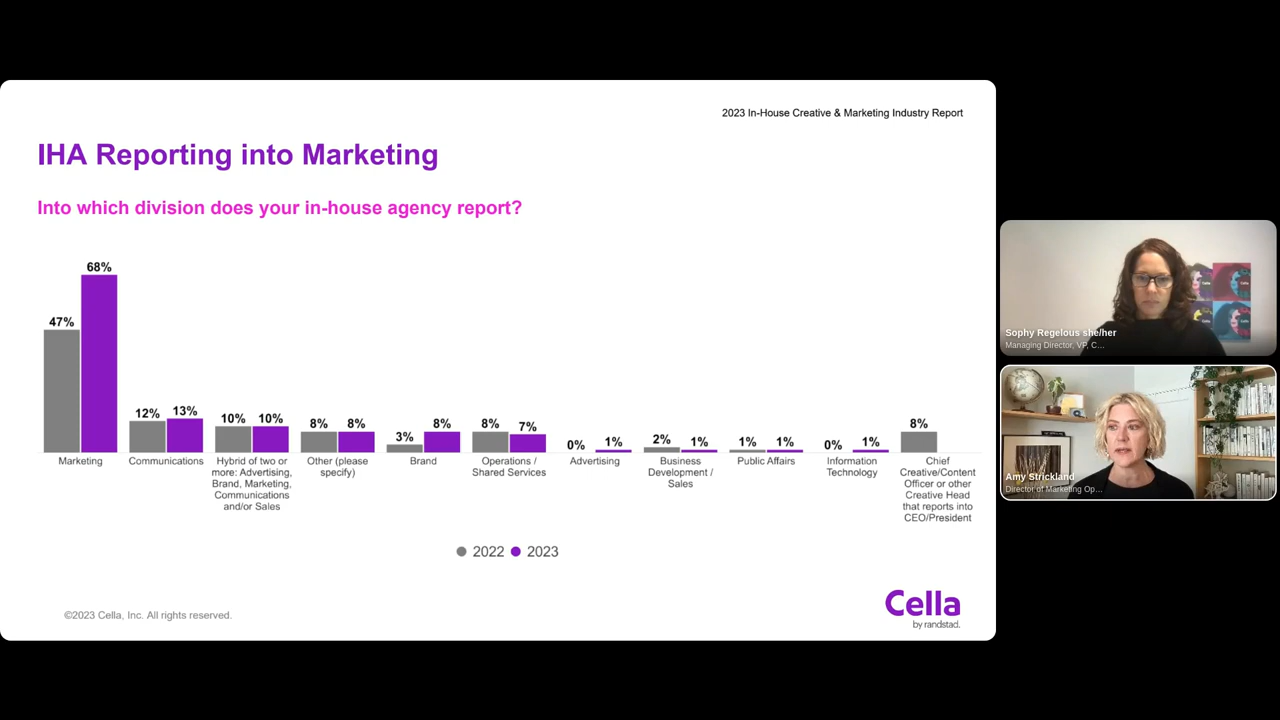 2023 In-House Creative & Marketing Industry Report
IHA Reporting into Marketing
Into which division does your in-house agency report?
47%
68%
12%
13%
10%
10%
8%
8%
3%
8%
8%
7%
0%
1%
2%
1%
1%
1%
0%
1%
8%
Marketing
Communications
Hybrid of two or
more: Advertising,
Brand, Marketing,
Communications
and/or Sales
Other (please
specify)
Brand
Operations /
Shared Services
Advertising
Business
Development /
Sales
Public Affairs
Information
Technology
Chief
Creative/Content
Officer or other
Creative Head
that reports into
CEO/President
2022
2023
©2023 Cella, Inc. All rights reserved.
Cella
by randstad.
Sophy Regelous she/her
Managing Director, VP, C...
Amy Strickland
Director of Marketing Op...